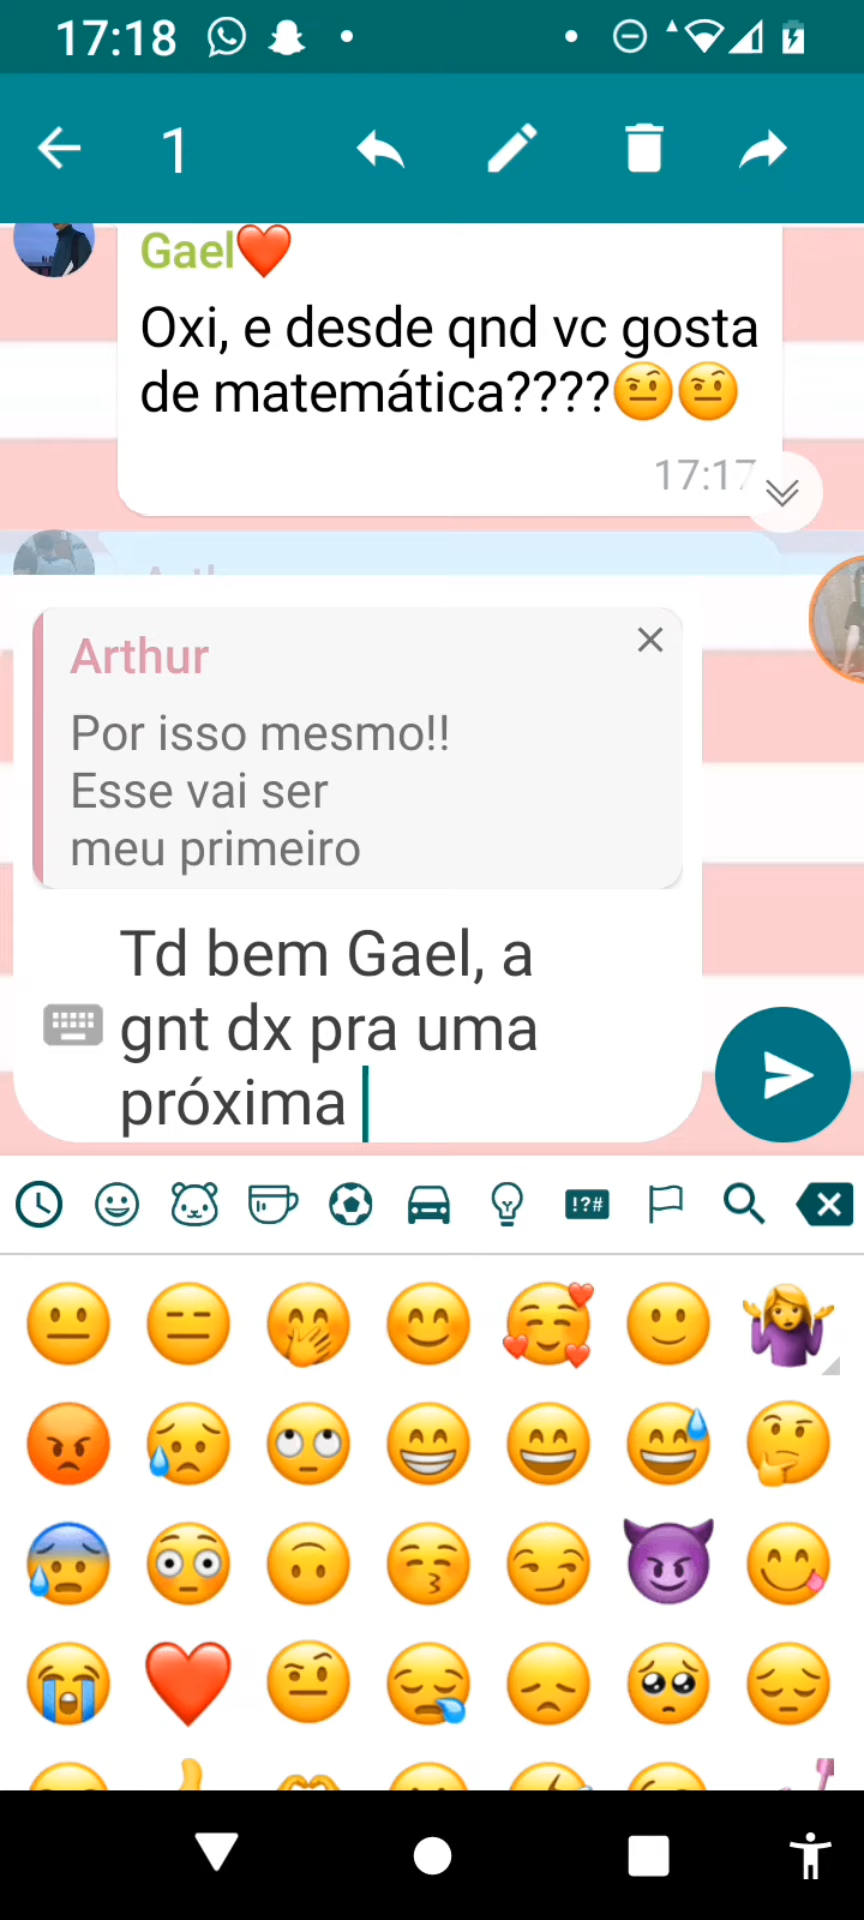 17:18
1
Gael❤️
Oxi, e desde qnd vc gosta
de matemática????🤨🤨
17:17
Arthur
Por isso mesmo!!
Esse vai ser
meu primeiro
Td bem Gael, a
gnt dx pra uma
próxima
!?#